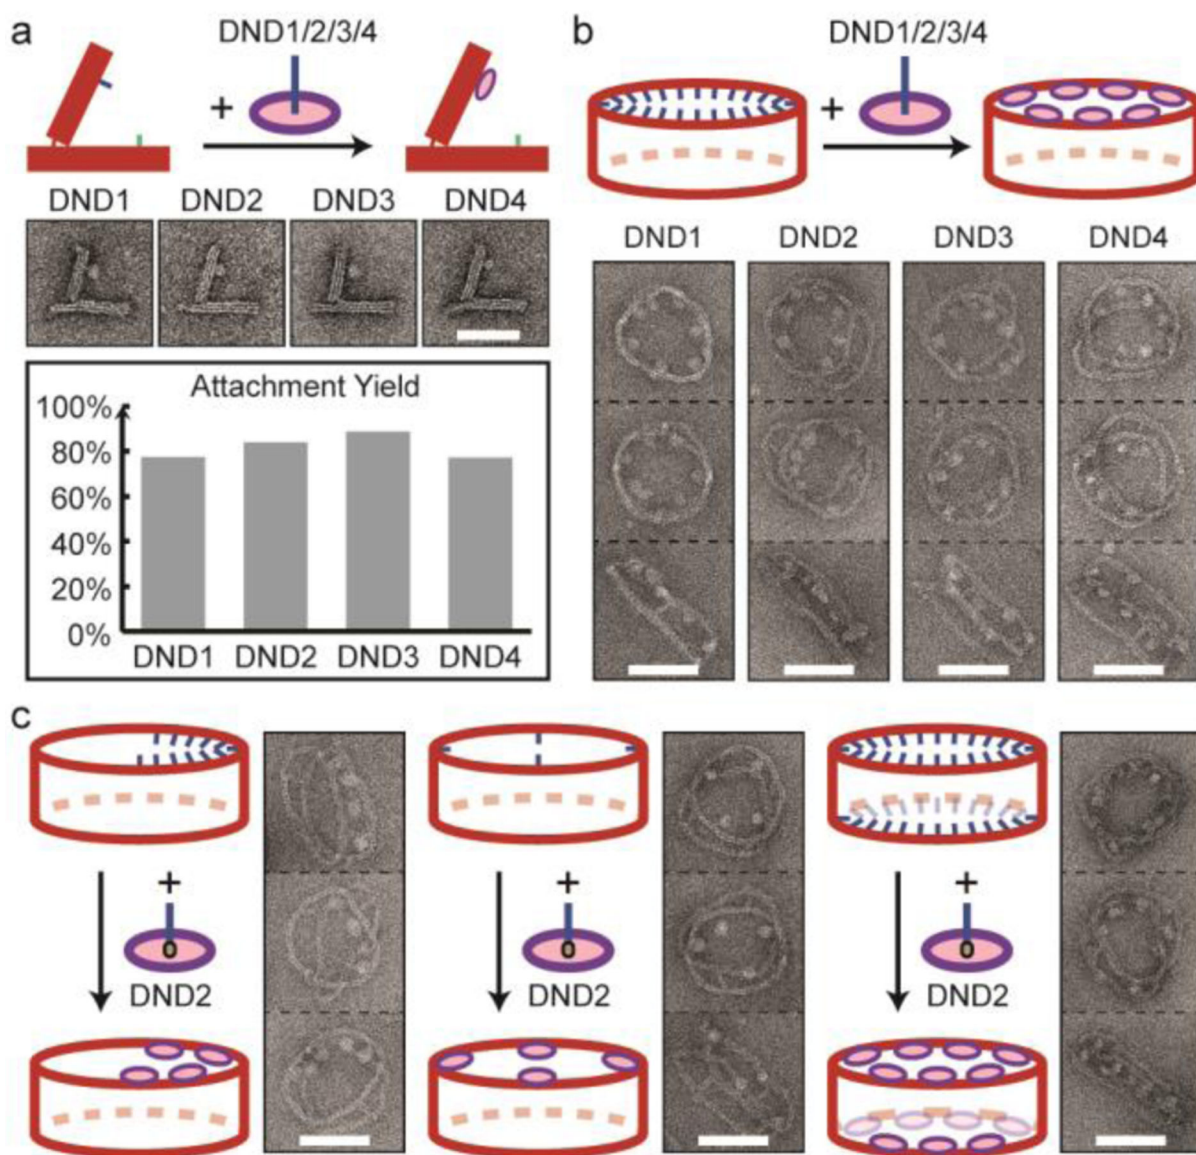 a
DND1/2/3/4
+
DND1 DND2 DND3 DND4
Attachment Yield
100%
80%
60%
40%
20%
0%
DND1 DND2 DND3 DND4
b
DND1/2/3/4
+
DND1 DND2 DND3 DND4
c
+ + +
DND2 DND2 DND2